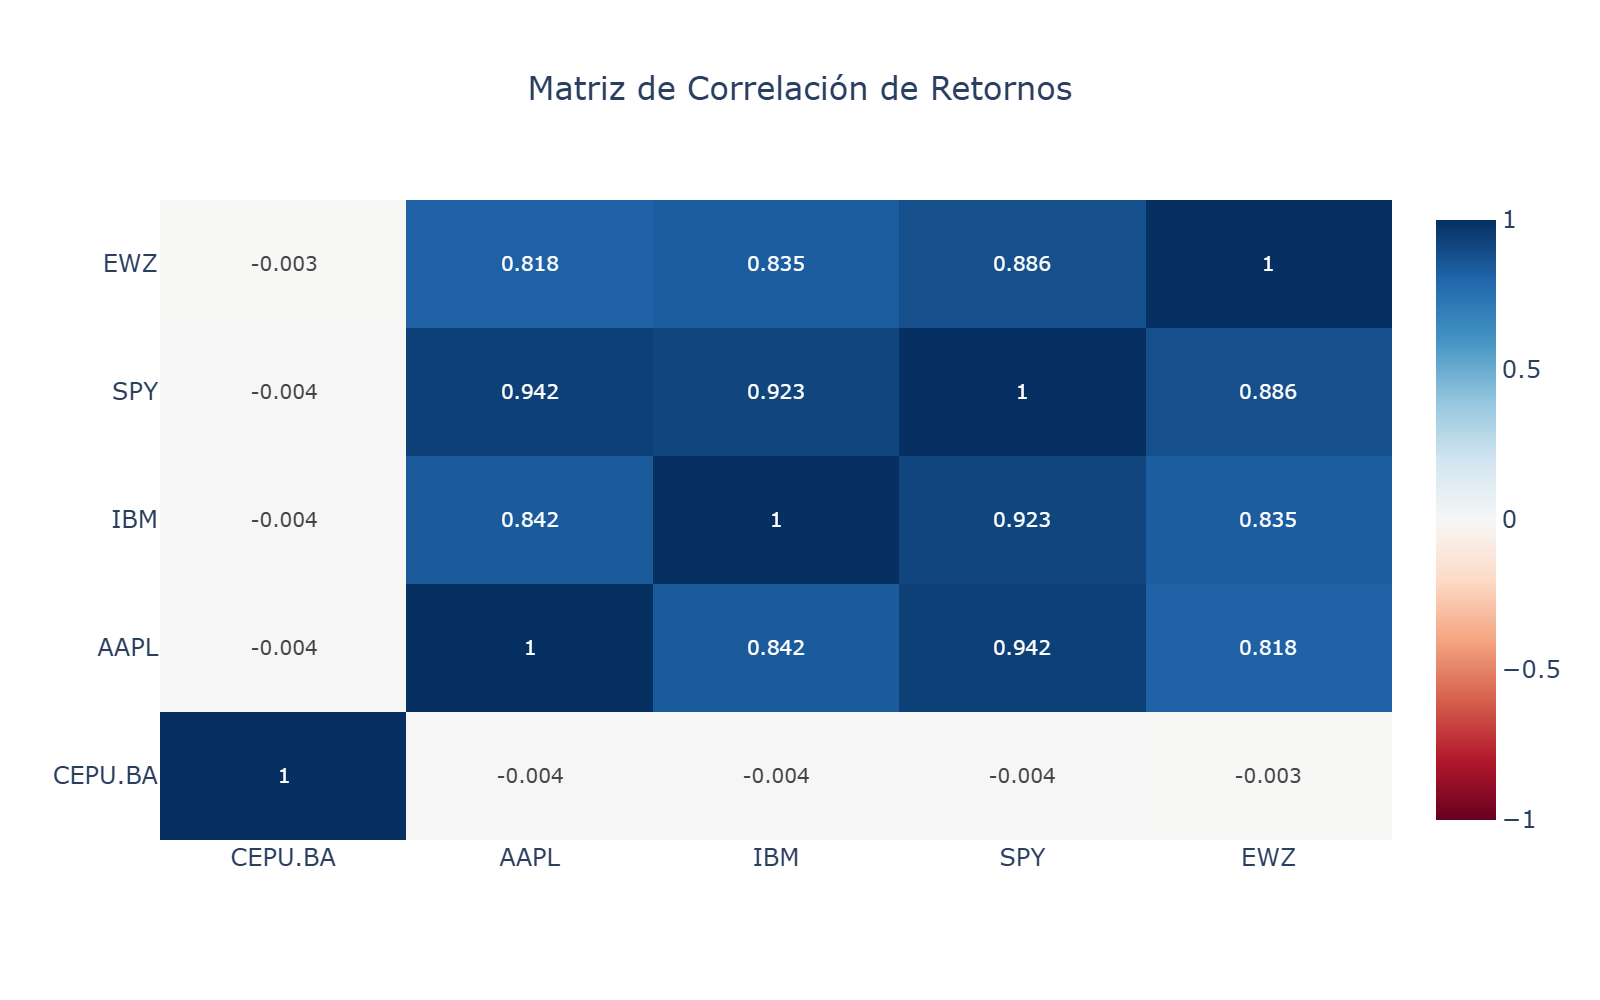 Matriz de Correlación de Retornos
EWZ -0.003 0.818 0.835 0.886 1
SPY -0.004 0.942 0.923 1 0.886
IBM -0.004 0.842 1 0.923 0.835
AAPL -0.004 1 0.842 0.942 0.818
CEPU.BA 1 -0.004 -0.004 -0.004 -0.003
CEPU.BA AAPL IBM SPY EWZ
1
0.5
0
−0.5
−1